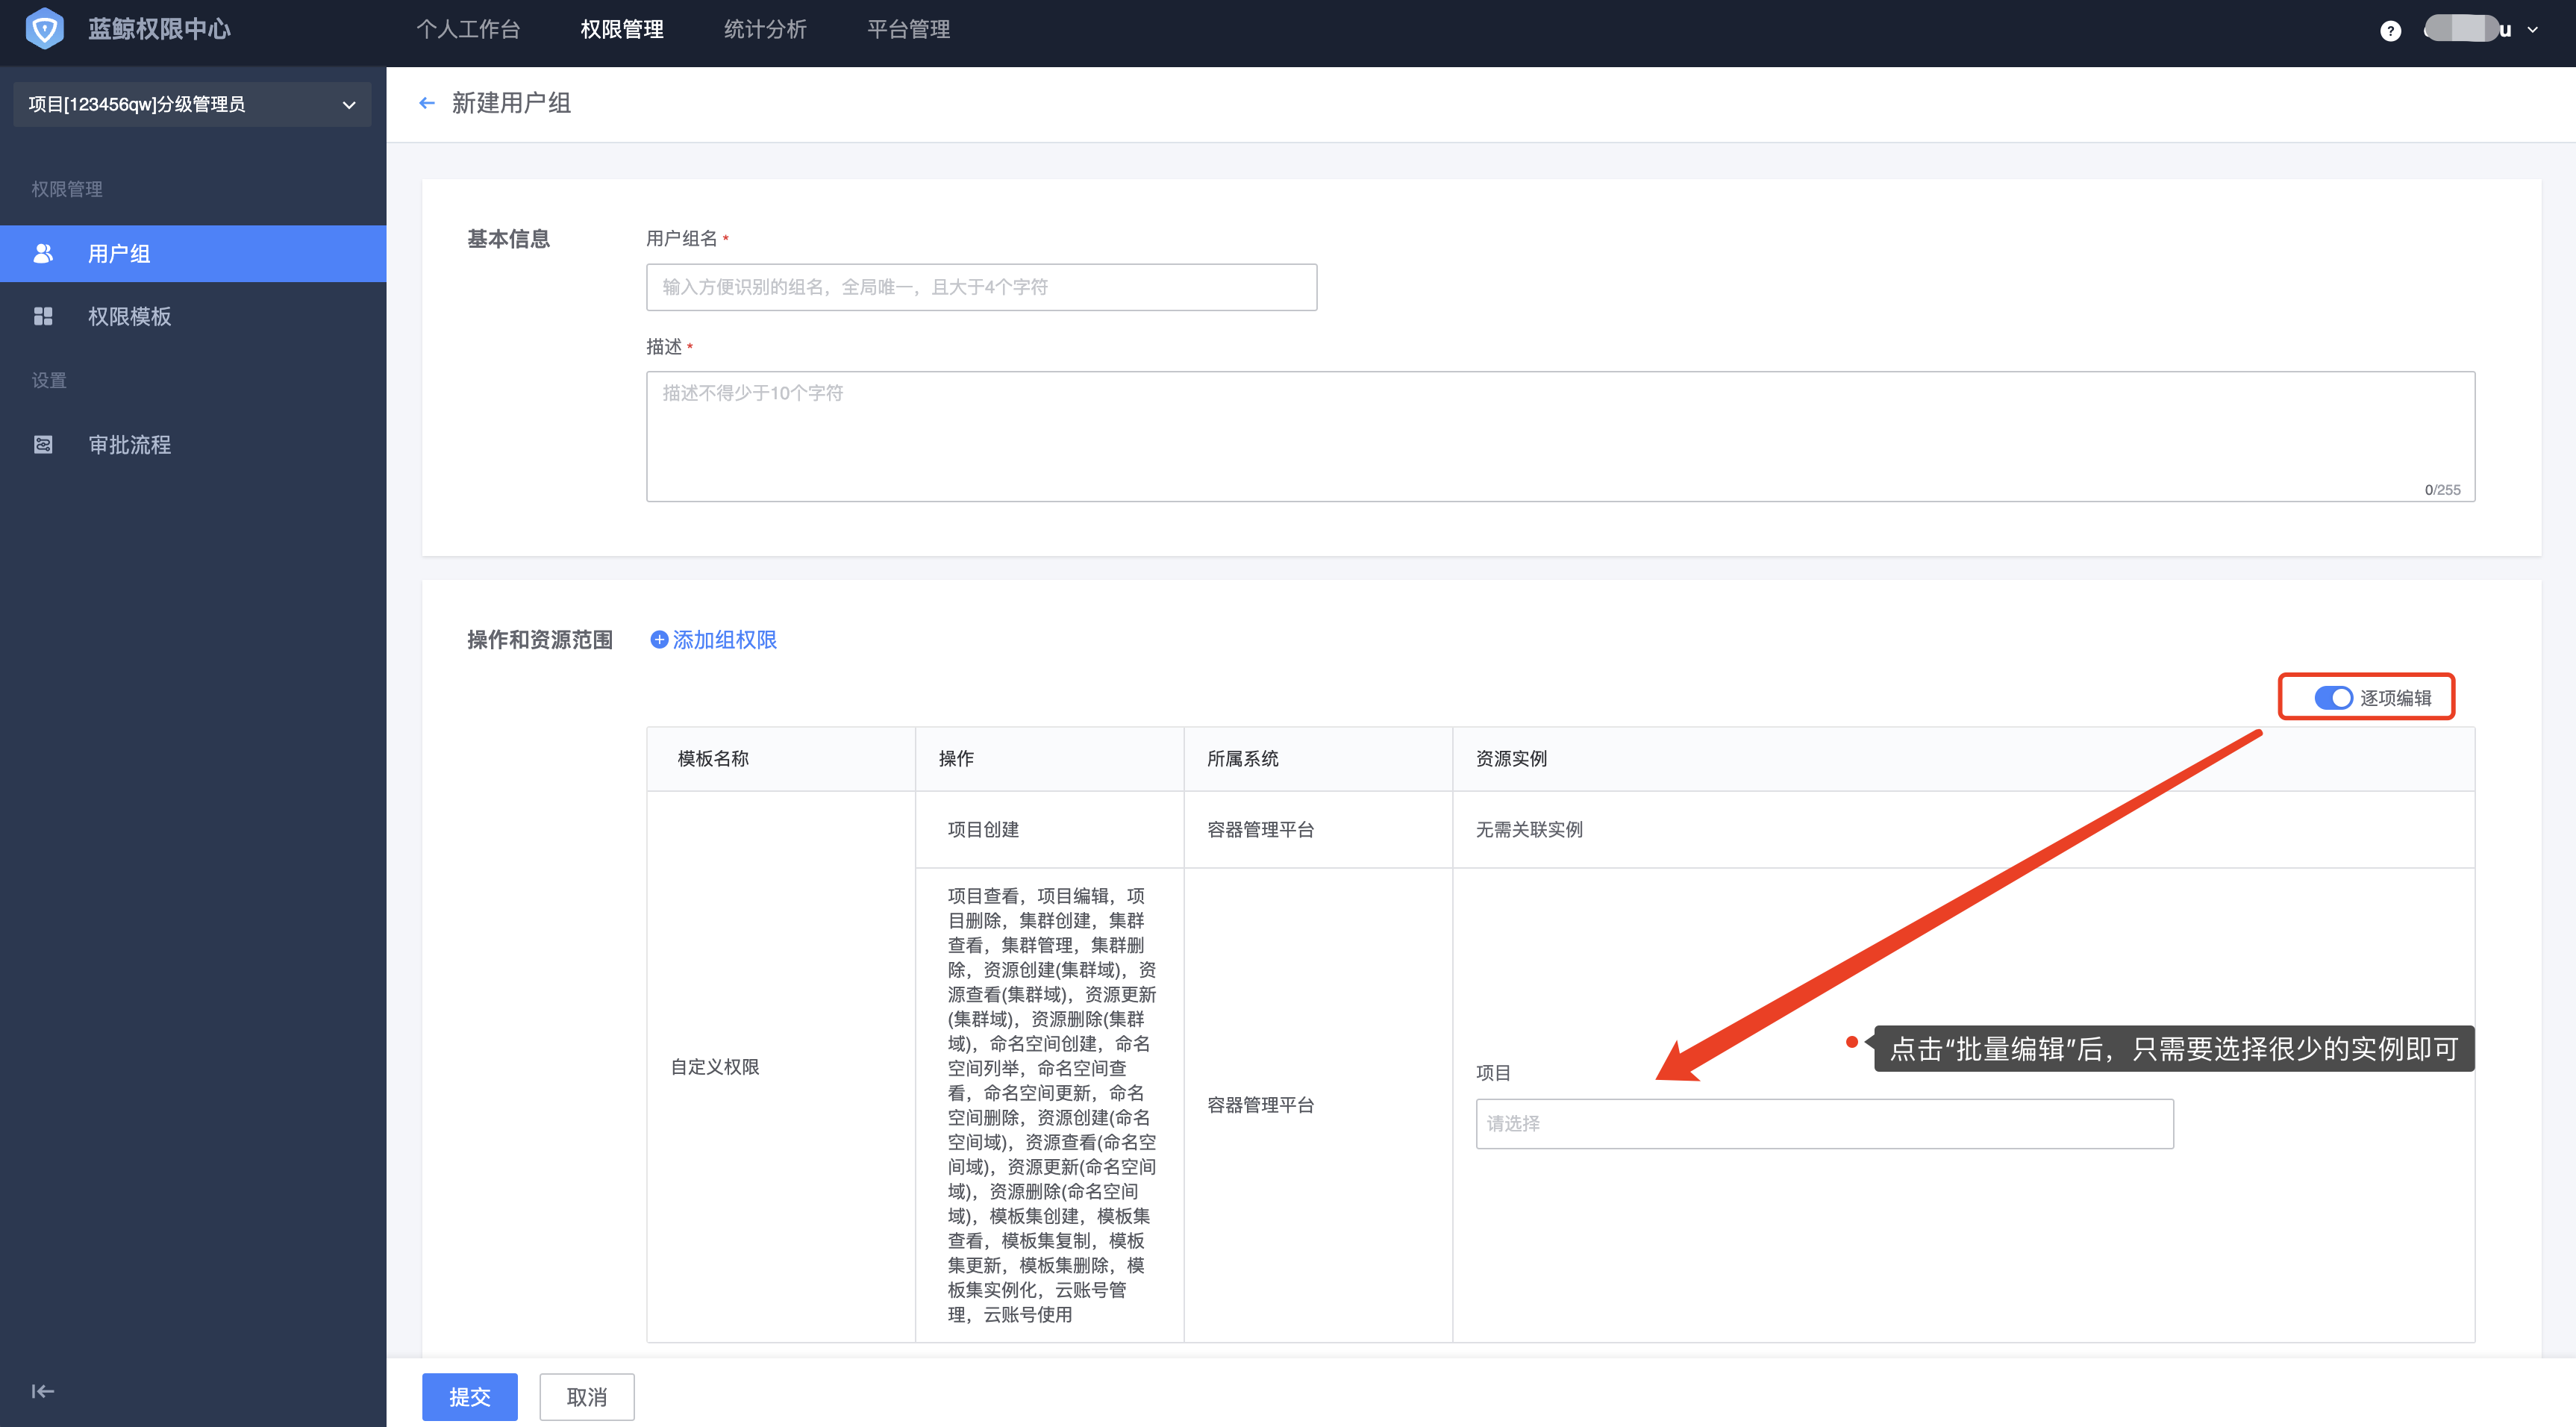 蓝鲸权限中心
个人工作台
权限管理
统计分析
平台管理
u
项目[123456qw]分级管理员
权限管理
用户组
权限模板
设置
审批流程
新建用户组
基本信息
用户组名 *
输入方便识别的组名，全局唯一，且大于4个字符
描述 *
描述不得少于10个字符
0/255
操作和资源范围
添加组权限
逐项编辑
模板名称
操作
所属系统
资源实例
项目创建
容器管理平台
无需关联实例
自定义权限
项目查看，项目编辑，项
目删除，集群创建，集群
查看，集群管理，集群删
除，资源创建(集群域)，资
源查看(集群域)，资源更新
(集群域)，资源删除(集群
域)，命名空间创建，命名
空间列举，命名空间查
看，命名空间更新，命名
空间删除，资源创建(命名
空间域)，资源查看(命名空
间域)，资源更新(命名空间
域)，资源删除(命名空间
域)，模板集创建，模板集
查看，模板集复制，模板
集更新，模板集删除，模
板集实例化，云账号管
理，云账号使用
容器管理平台
点击“批量编辑”后，只需要选择很少的实例即可
项目
请选择
提交
取消